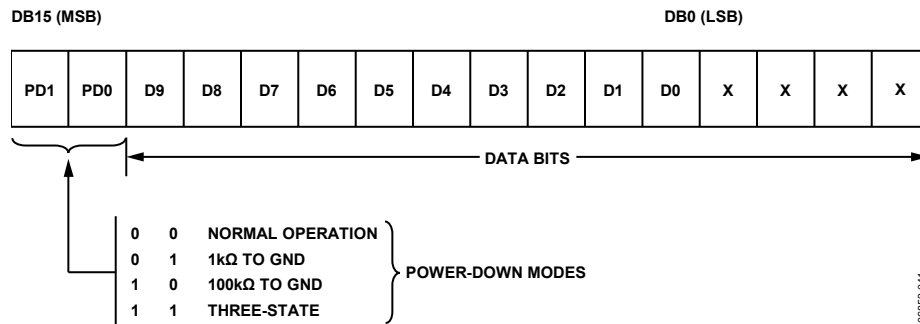 DB15 (MSB) DB0 (LSB)
PD1 PD0 D9 D8 D7 D6 D5 D4 D3 D2 D1 D0 X X X X
DATA BITS
0 0 NORMAL OPERATION
0 1 1kΩ TO GND
1 0 100kΩ TO GND
1 1 THREE-STATE
POWER-DOWN MODES